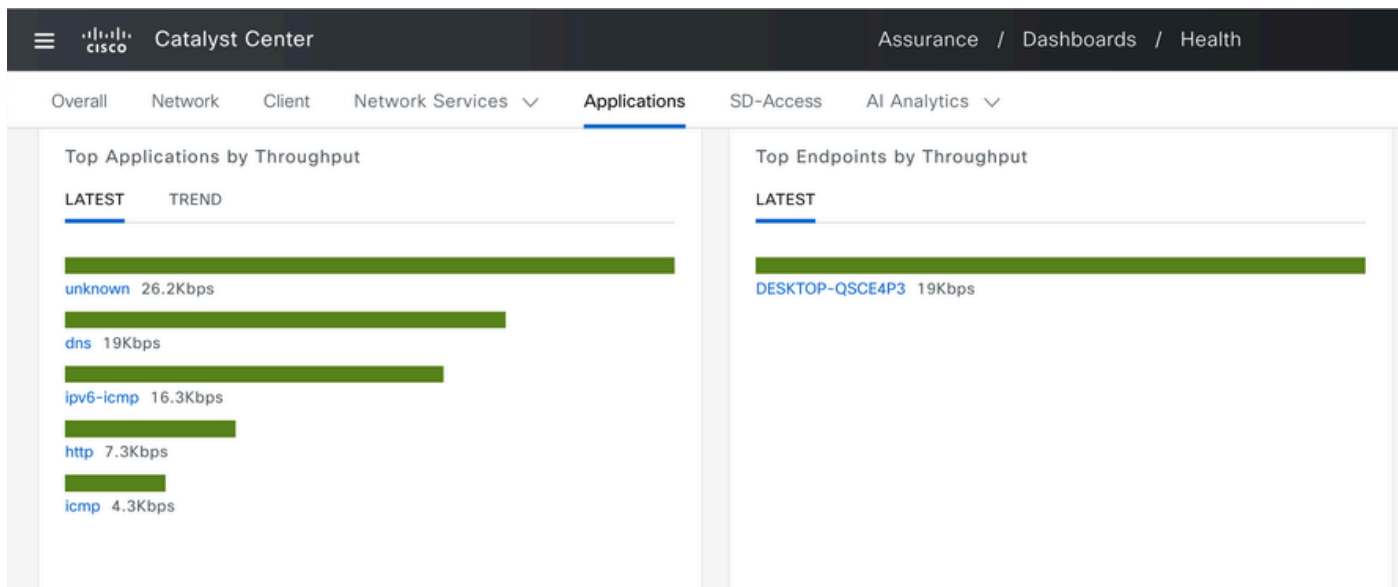 cisco Catalyst Center Assurance / Dashboards / Health
Overall Network Client Network Services Applications SD-Access AI Analytics
Top Applications by Throughput
LATEST TREND
unknown 26.2Kbps
dns 19Kbps
ipv6-icmp 16.3Kbps
http 7.3Kbps
icmp 4.3Kbps
Top Endpoints by Throughput
LATEST
DESKTOP-QSCE4P3 19Kbps